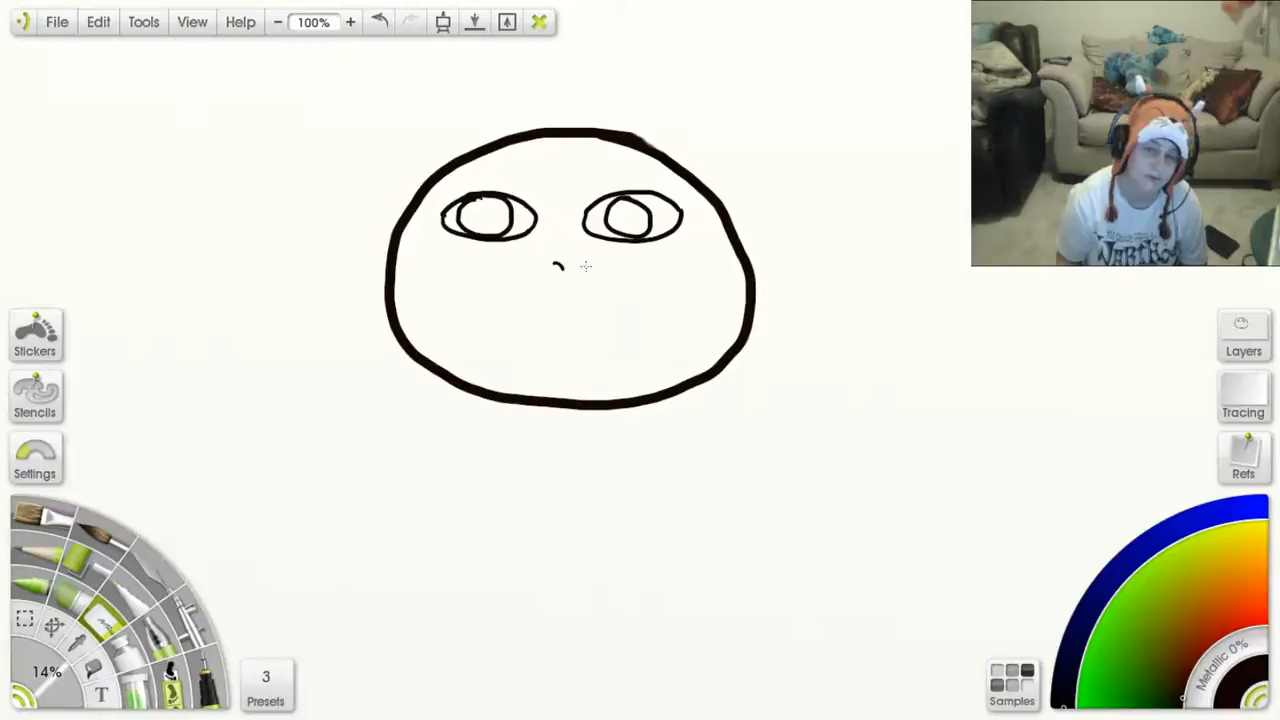 File Edit Tools View Help − 100% +
Stickers
Stencils
Settings
Layers
Tracing
Refs
14%
T
3
Presets
Samples
Metallic 0%